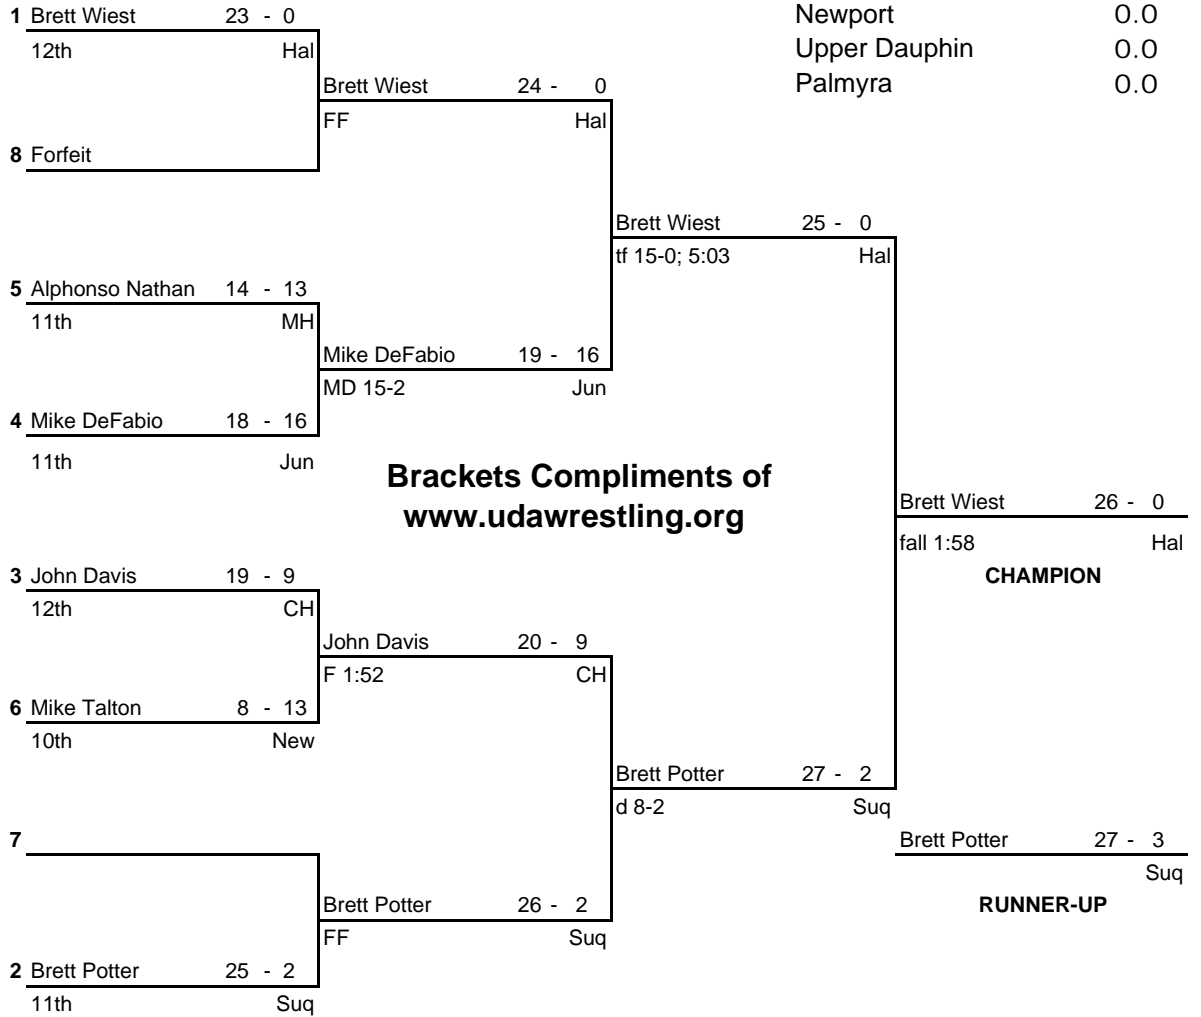 1 Brett Wiest 23 - 0
Newport 0.0
12th Hal
Upper Dauphin 0.0
Brett Wiest 24 - 0
Palmyra 0.0
FF Hal
8 Forfeit
Brett Wiest 25 - 0
tf 15-0; 5:03 Hal
5 Alphonso Nathan 14 - 13
11th MH
Mike DeFabio 19 - 16
MD 15-2 Jun
4 Mike DeFabio 18 - 16
11th Jun
Brackets Compliments of
www.udawrestling.org
Brett Wiest 26 - 0
fall 1:58 Hal
CHAMPION
3 John Davis 19 - 9
12th CH
John Davis 20 - 9
F 1:52 CH
6 Mike Talton 8 - 13
10th New
Brett Potter 27 - 2
d 8-2 Suq
7
Brett Potter 27 - 3
Suq
RUNNER-UP
Brett Potter 26 - 2
FF Suq
2 Brett Potter 25 - 2
11th Suq